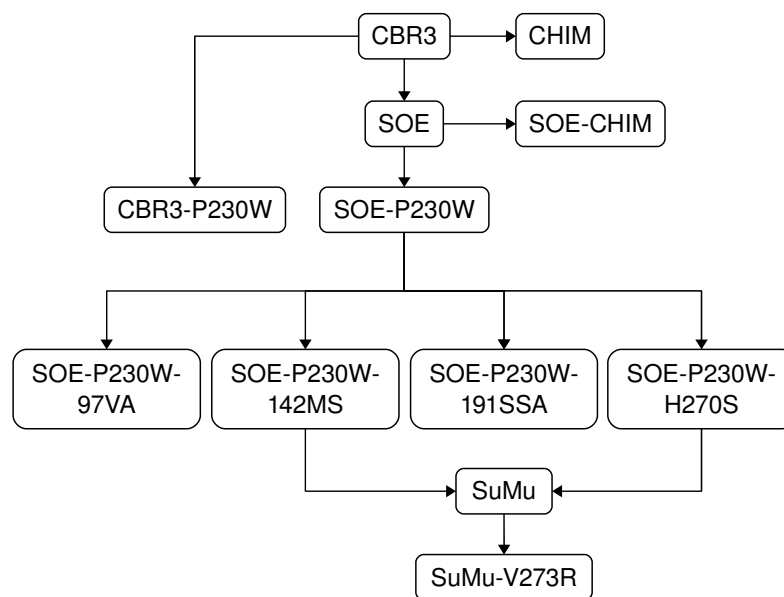 CBR3
CHIM
SOE
SOE-CHIM
CBR3-P230W
SOE-P230W
SOE-P230W-
97VA
SOE-P230W-
142MS
SOE-P230W-
191SSA
SOE-P230W-
H270S
SuMu
SuMu-V273R